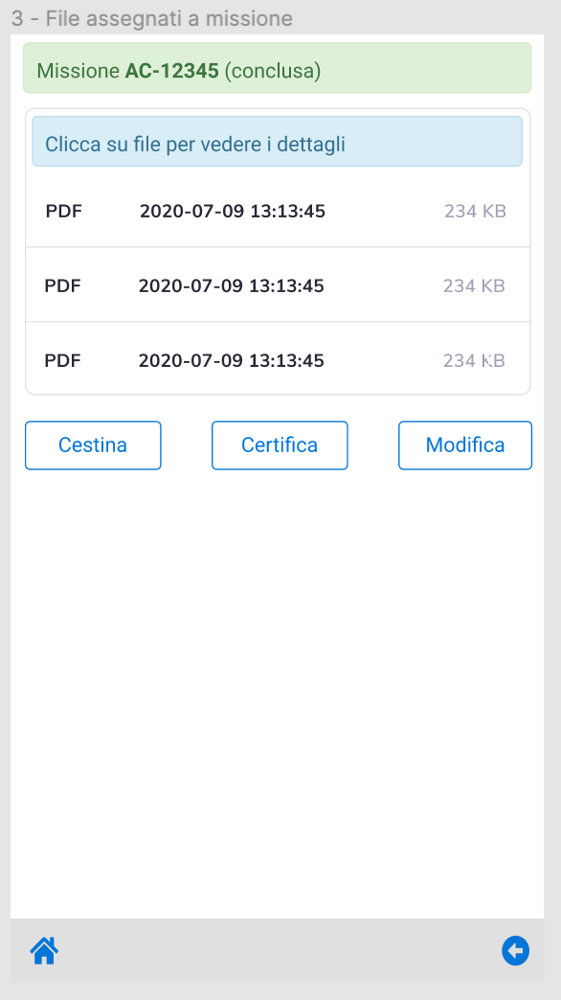 3 - File assegnati a missione
Missione AC-12345 (conclusa)
Clicca su file per vedere i dettagli
PDF 2020-07-09 13:13:45 234 KB
PDF 2020-07-09 13:13:45 234 KB
PDF 2020-07-09 13:13:45 234 KB
Cestina Certifica Modifica